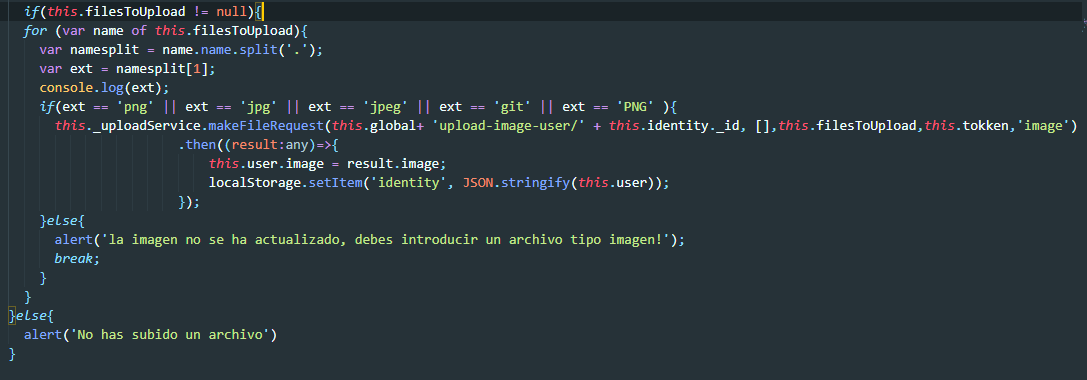 if(this.filesToUpload != null){
for (var name of this.filesToUpload){
var namesplit = name.name.split('.');
var ext = namesplit[1];
console.log(ext);
if(ext == 'png' || ext == 'jpg' || ext == 'jpeg' || ext == 'git' || ext == 'PNG' ){
this._uploadService.makeFileRequest(this.global+ 'upload-image-user/' + this.identity._id, [],this.filesToUpload,this.tokken,'image')
.then((result:any)=>{
this.user.image = result.image;
localStorage.setItem('identity', JSON.stringify(this.user));
});
}else{
alert('la imagen no se ha actualizado, debes introducir un archivo tipo imagen!');
break;
}
}
}else{
alert('No has subido un archivo')
}